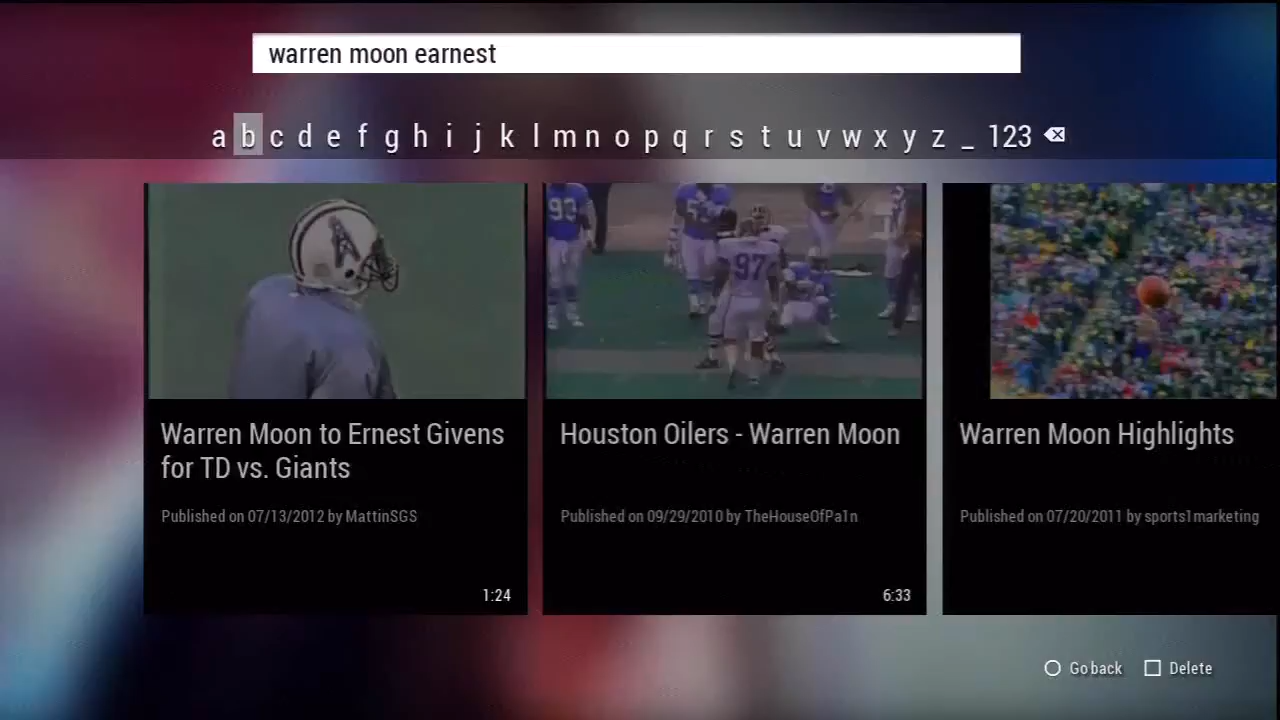 warren moon earnest
a b c d e f g h i j k l m n o p q r s t u v w x y z _ 123
93
97
Warren Moon to Ernest Givens
for TD vs. Giants
Published on 07/13/2012 by MattinSGS
1:24
Houston Oilers - Warren Moon
Published on 09/29/2010 by TheHouseOfPa1n
6:33
Warren Moon Highlights
Published on 07/20/2011 by sports1marketing
Go back
Delete